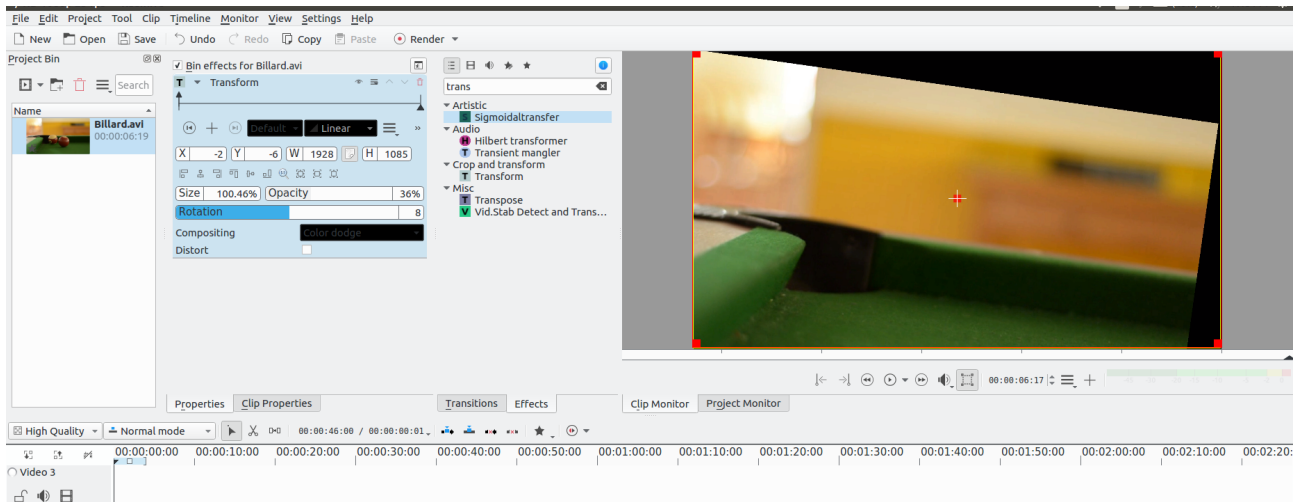 File Edit Project Tool Clip Timeline Monitor View Settings Help
New Open Save Undo Redo Copy Paste Render
Project Bin
Search
Name
Billard.avi
00:00:06:19
Bin effects for Billard.avi
T Transform
Default Linear »
X -2 Y -6 W 1928 H 1085
Size 100.46% Opacity 36%
Rotation 8
Compositing Color dodge
Distort
Properties Clip Properties
trans
Artistic
S Sigmoidaltransfer
Audio
H Hilbert transformer
T Transient mangler
Crop and transform
T Transform
Misc
T Transpose
V Vid.Stab Detect and Trans...
Transitions Effects
00:00:06:17
Clip Monitor Project Monitor
High Quality Normal mode 00:00:46:00 / 00:00:00:01
00:00:00:00 00:00:10:00 00:00:20:00 00:00:30:00 00:00:40:00 00:00:50:00 00:01:00:00 00:01:10:00 00:01:20:00 00:01:30:00 00:01:40:00 00:01:50:00 00:02:00:00 00:02:10:00 00:02:20:
Video 3